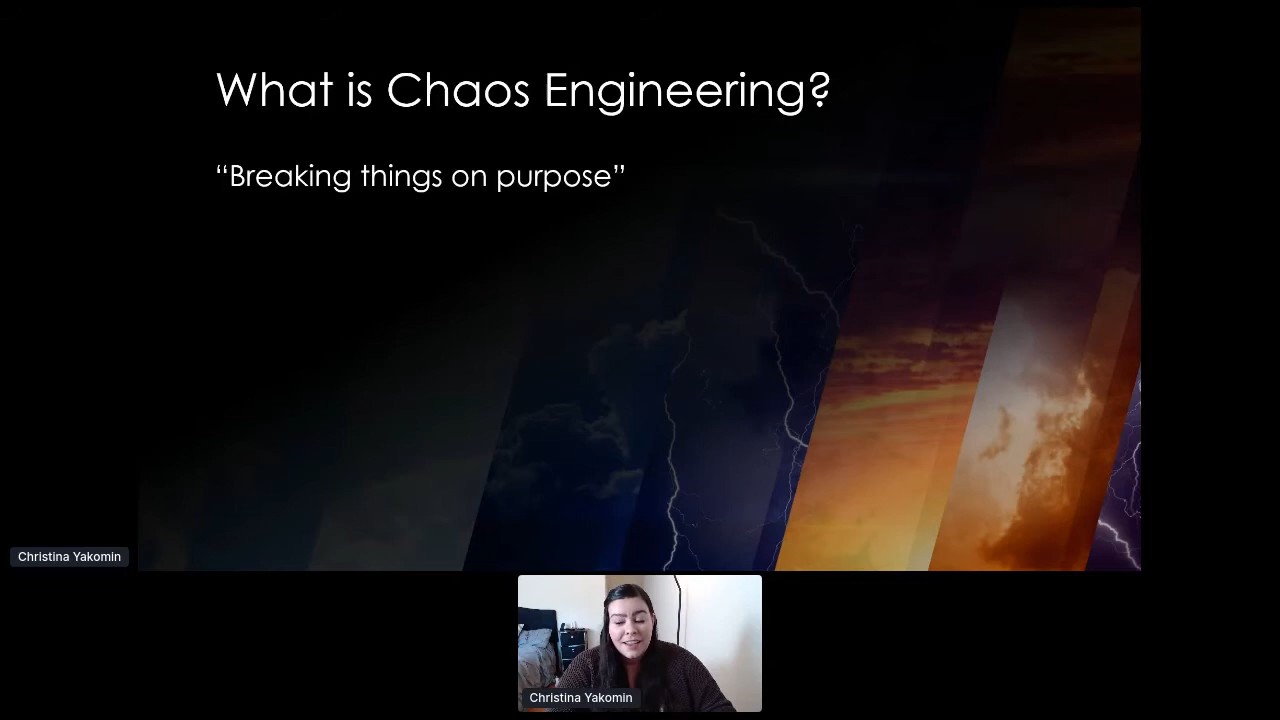 What is Chaos Engineering?
“Breaking things on purpose”
Christina Yakomin
Christina Yakomin